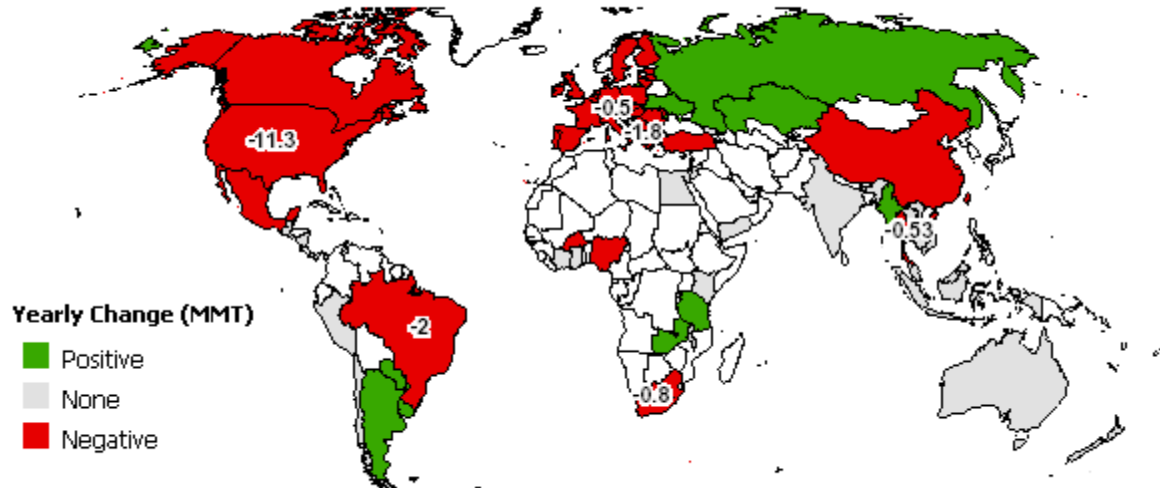 -11.3
-0.5
-1.8
-0.53
-2
-0.8
Yearly Change (MMT)
Positive
None
Negative